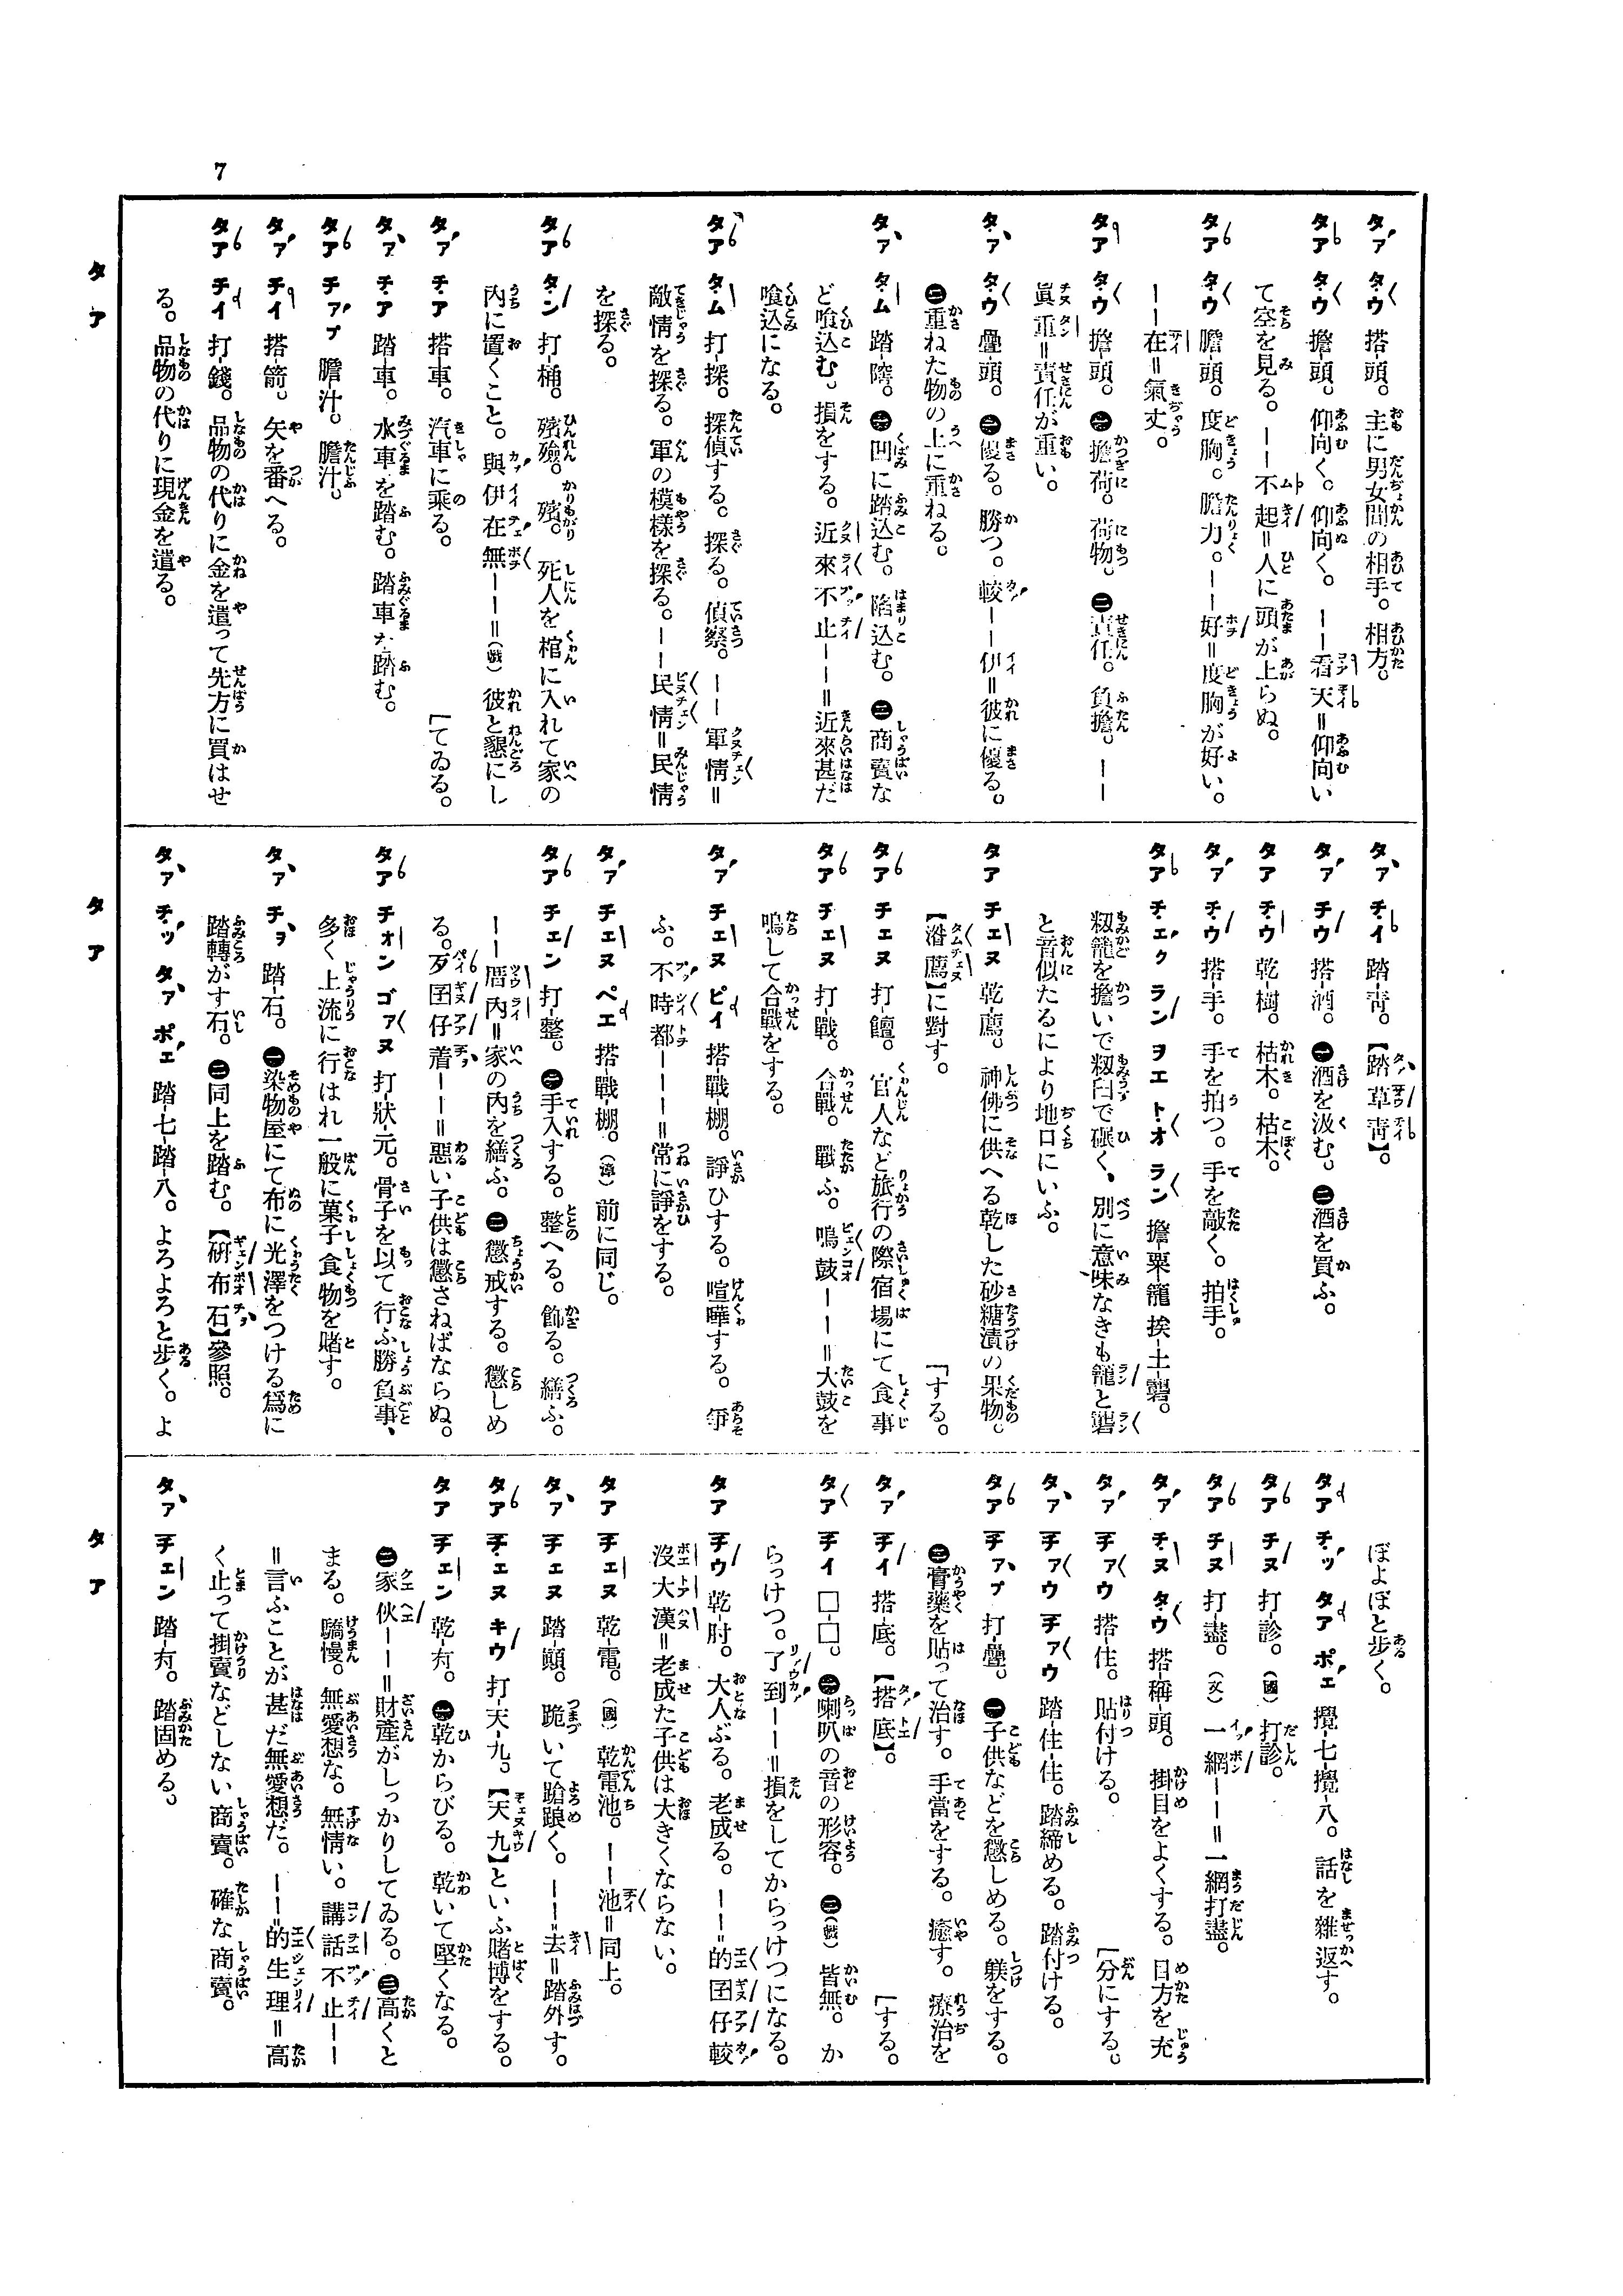 7
タア タウ 搭-頭。主に男女間の相手。相方。
タア タウ 擔-頭。仰向く。仰向く。――看天=仰向い
て空を見る。――不起=人に頭が上らぬ。
タア タウ 膽-頭。度胸。膽力。――好=度胸が好い。
――在=氣丈。
タア タウ 擔-頭。㊀擔荷。荷物。㊁責任。負擔。――
眞重=責任が重い。
タア タウ 疊-頭。㊀優る。勝つ。較――伊=彼に優る。
㊁重ねた物の上に重ねる。
タア タム 踏-䧟。㊀凹に踏込む。陷込む。㊁商賣な
ど喰込む。損をする。近來不止――=近來甚だ
喰込になる。
タア タム 打-探。探偵する。探る。偵察。――軍情=
敵情を探る。軍の模樣を探る。――民情=民情
を探る。
タア タン 打-桶。殯殮。殯。死人を棺に入れて家の
內に置くこと。與伊在無――=(戲)彼と懇にし
[てゐる。
タア チア 搭-車。汽車に乘る。
タア チア 踏-車。水車を踏む。踏車を踏む。
タア チァプ 膽-汁。膽汁。
タア チイ 搭-箭。矢を番へる。
タア チイ 打-錢。品物の代りに金を遣って先方に買はせ
る。品物の代りに現金を遣る。
タア チイ 踏-靑。【踏草靑】。
タア チウ 搭-酒。㊀酒を汲む。㊁酒を買ふ。
タア チウ 乾-樹。枯木。枯木。
タア チウ 搭-手。手を拍つ。手を敲く。拍手。
タア チェク ラン ヲエ トオ ラン 擔-粟-籠 挨-土-礱。
籾籠を擔いで籾臼で碾く、別に意味なきも籠と礱
と音似たるにより地口にいふ。
タア チェヌ 乾-薦。神佛に供へる乾した砂糖漬の果物。
【㴷薦】に對す。
タア チェヌ 打-饘。官人など旅行の際宿場にて食事
[する。
タア チェヌ 打-戰。合戰。戰ふ。鳴鼓――=大鼓を
鳴して合戰をする。
タア チェヌ ピイ 搭-戰-棚。諍ひする。喧嘩する。爭
ふ。不時都――=常に諍をする。
タア チェヌ ペエ 搭-戰-棚。(漳)前に同じ。
タア チェン 打-整。㊀手入する。整へる。飾る。繕ふ。
――厝內=家の內を繕ふ。㊁懲戒する。懲しめ
る。歹囝仔着――=惡い子供は懲さねばならぬ。
タア チォン ゴァヌ 打-狀-元。骨子を以て行ふ勝負事、
多く上流に行はれ一般に菓子食物を賭す。
タア チヲ 踏-石。㊀染物屋にて布に光澤をつける爲に
踏轉がす石。㊁同上を踏む。【硏布石】參照。
タア チッ タア ポェ 踏-七-踏-八。よろよろと步く。よ
ぼよぼと步く。
タア チッ タア ポェ 攪-七-攪-八。話を雜返す。
タア チヌ 打-診。(國)打診。
タア チヌ 打-盡。(文)一網――=一網打盡。
タア チヌ タウ 搭-稱-頭。掛目をよくする。目方を充
[分にする。
タア チァウ 搭-住。貼付ける。
タア チァウ チァウ 踏-住-住。踏締める。踏付ける。
タア チァプ 打-疊。㊀子供などを懲しめる。躾をする。
㊁膏藥を貼って治す。手當をする。癒す。療治を
[する。
タア チイ 搭-底。【搭底】。
タア チイ □-□。㊀喇叭の音の形容。㊁(戲)皆無。か
らっけつ。了到――=損をしてからっけつになる。
タア チウ 乾-肘。大人ぶる。老成る。――的囝仔較
沒大漢=老成た子供は大きくならない。
タア チェヌ 乾-電。(國)乾電池。――池=同上。
タア チェヌ 踏-顚。跪いて蹌踉く。――去=踏外す。
タア チェヌ キウ 打-天-九。【天九】といふ賭博をする。
タア チェン 乾-冇。㊀乾からびる。乾いて堅くなる。
㊁家伙――=財產がしっかりしてゐる。㊂高くと
まる。驕慢。無愛想な。無情い。講話不止――
=言ふことが甚だ無愛想だ。――的生理=高
く止って掛賣などしない商賣。確な商賣。
タア チェン 踏-冇。踏固める。
タア
タア
タア